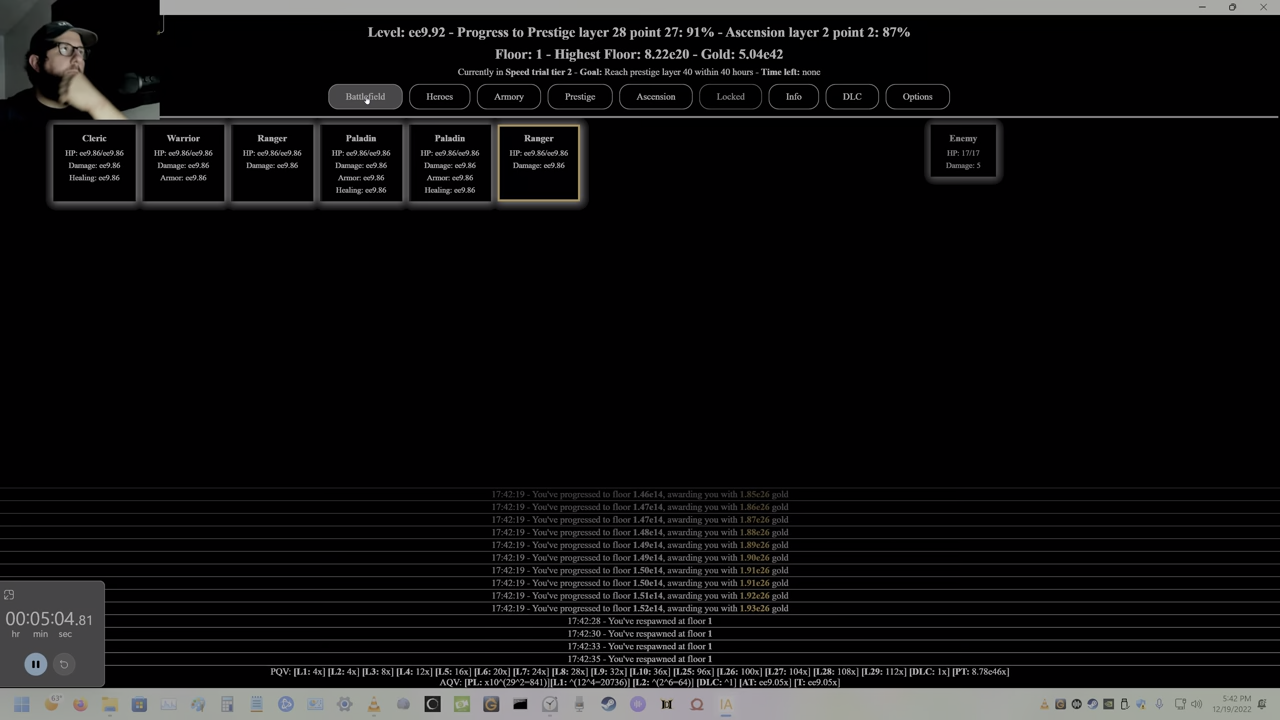 Level: ee9.92 - Progress to Prestige layer 28 point 27: 91% - Ascension layer 2 point 2: 87%
Floor: 1 - Highest Floor: 8.22e20 - Gold: 5.04e42
Currently in Speed trial tier 2 - Goal: Reach prestige layer 40 within 40 hours - Time left: none
Battlefield Heroes Armory Prestige Ascension Locked Info DLC Options
Cleric
HP: ee9.86/ee9.86
Damage: ee9.86
Healing: ee9.86
Warrior
HP: ee9.86/ee9.86
Damage: ee9.86
Armor: ee9.86
Ranger
HP: ee9.86/ee9.86
Damage: ee9.86
Paladin
HP: ee9.86/ee9.86
Damage: ee9.86
Armor: ee9.86
Healing: ee9.86
Paladin
HP: ee9.86/ee9.86
Damage: ee9.86
Armor: ee9.86
Healing: ee9.86
Ranger
HP: ee9.86/ee9.86
Damage: ee9.86
Enemy
HP: 17/17
Damage: 5
17:42:19 - You've progressed to floor 1.46e14, awarding you with 1.85e26 gold
17:42:19 - You've progressed to floor 1.47e14, awarding you with 1.86e26 gold
17:42:19 - You've progressed to floor 1.47e14, awarding you with 1.87e26 gold
17:42:19 - You've progressed to floor 1.48e14, awarding you with 1.88e26 gold
17:42:19 - You've progressed to floor 1.49e14, awarding you with 1.89e26 gold
17:42:19 - You've progressed to floor 1.49e14, awarding you with 1.90e26 gold
17:42:19 - You've progressed to floor 1.50e14, awarding you with 1.91e26 gold
17:42:19 - You've progressed to floor 1.50e14, awarding you with 1.91e26 gold
17:42:19 - You've progressed to floor 1.51e14, awarding you with 1.92e26 gold
17:42:19 - You've progressed to floor 1.52e14, awarding you with 1.93e26 gold
17:42:28 - You've respawned at floor 1
17:42:30 - You've respawned at floor 1
17:42:33 - You've respawned at floor 1
17:42:35 - You've respawned at floor 1
00:05:04.81
hr min sec
PQV: [L1: 4x] [L2: 4x] [L3: 8x] [L4: 12x] [L5: 16x] [L6: 20x] [L7: 24x] [L8: 28x] [L9: 32x] [L10: 36x] [L25: 96x] [L26: 100x] [L27: 104x] [L28: 108x] [L29: 112x] [DLC: 1x] [PT: 8.78e46x]
AQV: [PL: x10^(29^2=841)][L1: ^(12^4=20736)] [L2: ^(2^6=64)] [DLC: ^1] [AT: ee9.05x] [T: ee9.05x]
63°
IA
5:42 PM
12/19/2022